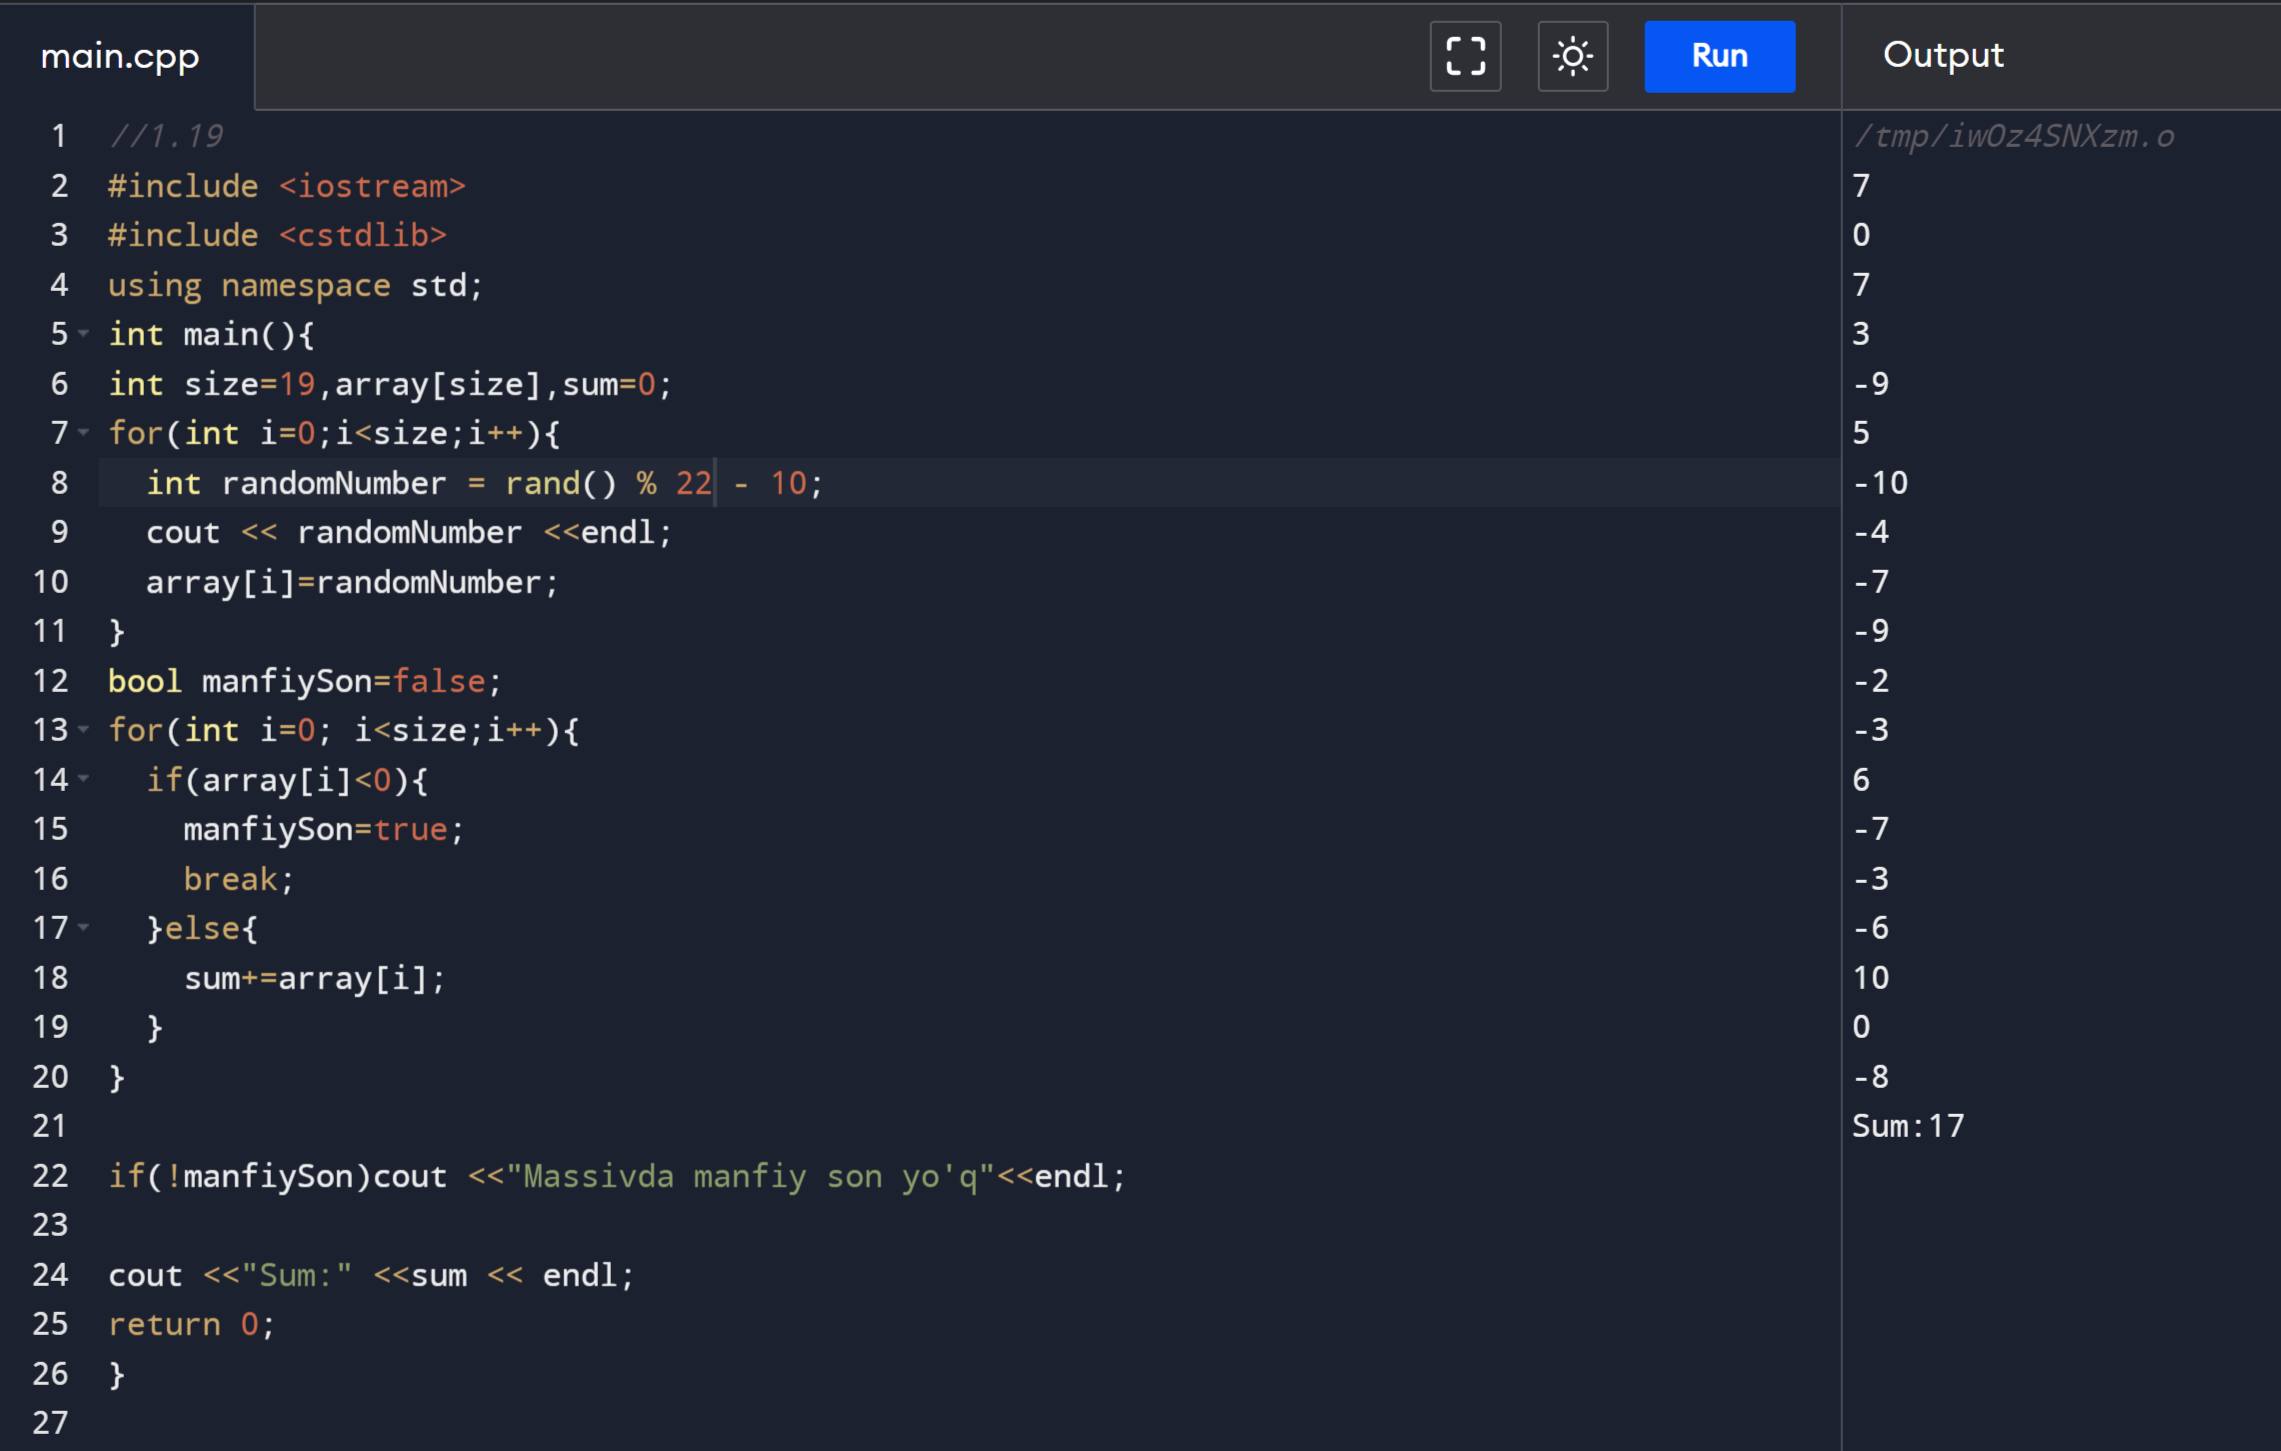 main.cpp
Run
Output
1 //1.19
2 #include <iostream>
3 #include <cstdlib>
4 using namespace std;
5 int main(){
6 int size=19,array[size],sum=0;
7 for(int i=0;i<size;i++){
8   int randomNumber = rand() % 22 - 10;
9   cout << randomNumber <<endl;
10   array[i]=randomNumber;
11 }
12 bool manfiySon=false;
13 for(int i=0; i<size;i++){
14   if(array[i]<0){
15     manfiySon=true;
16     break;
17   }else{
18     sum+=array[i];
19   }
20 }
21
22 if(!manfiySon)cout <<"Massivda manfiy son yo'q"<<endl;
23
24 cout <<"Sum:" <<sum << endl;
25 return 0;
26 }
27
/tmp/iwOz4SNXzm.o
7
0
7
3
-9
5
-10
-4
-7
-9
-2
-3
6
-7
-3
-6
10
0
-8
Sum:17